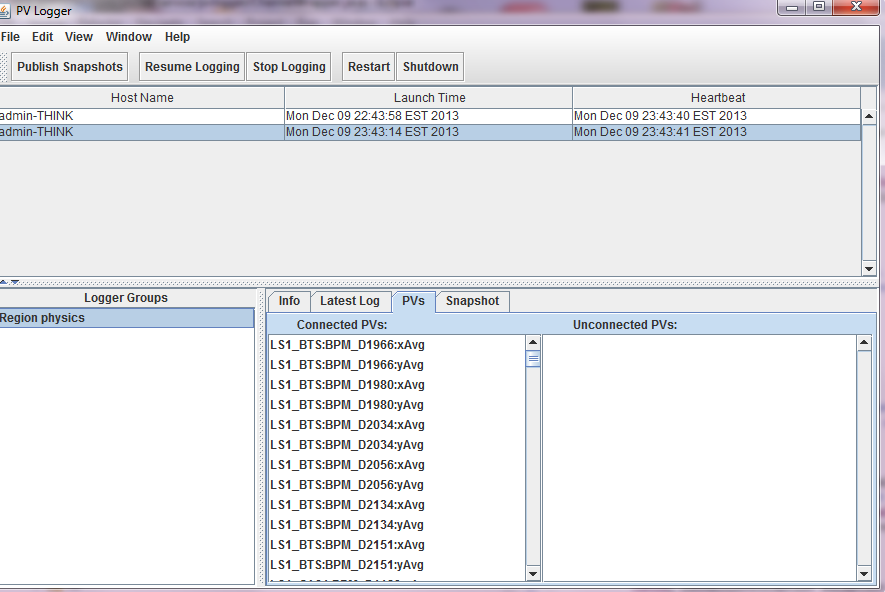 PV Logger
File Edit View Window Help
Publish Snapshots Resume Logging Stop Logging Restart Shutdown
Host Name Launch Time Heartbeat
admin-THINK Mon Dec 09 22:43:58 EST 2013 Mon Dec 09 23:43:40 EST 2013
admin-THINK Mon Dec 09 23:43:14 EST 2013 Mon Dec 09 23:43:41 EST 2013
Logger Groups
Region physics
Info Latest Log PVs Snapshot
Connected PVs: Unconnected PVs:
LS1_BTS:BPM_D1966:xAvg
LS1_BTS:BPM_D1966:yAvg
LS1_BTS:BPM_D1980:xAvg
LS1_BTS:BPM_D1980:yAvg
LS1_BTS:BPM_D2034:xAvg
LS1_BTS:BPM_D2034:yAvg
LS1_BTS:BPM_D2056:xAvg
LS1_BTS:BPM_D2056:yAvg
LS1_BTS:BPM_D2134:xAvg
LS1_BTS:BPM_D2134:yAvg
LS1_BTS:BPM_D2151:xAvg
LS1_BTS:BPM_D2151:yAvg